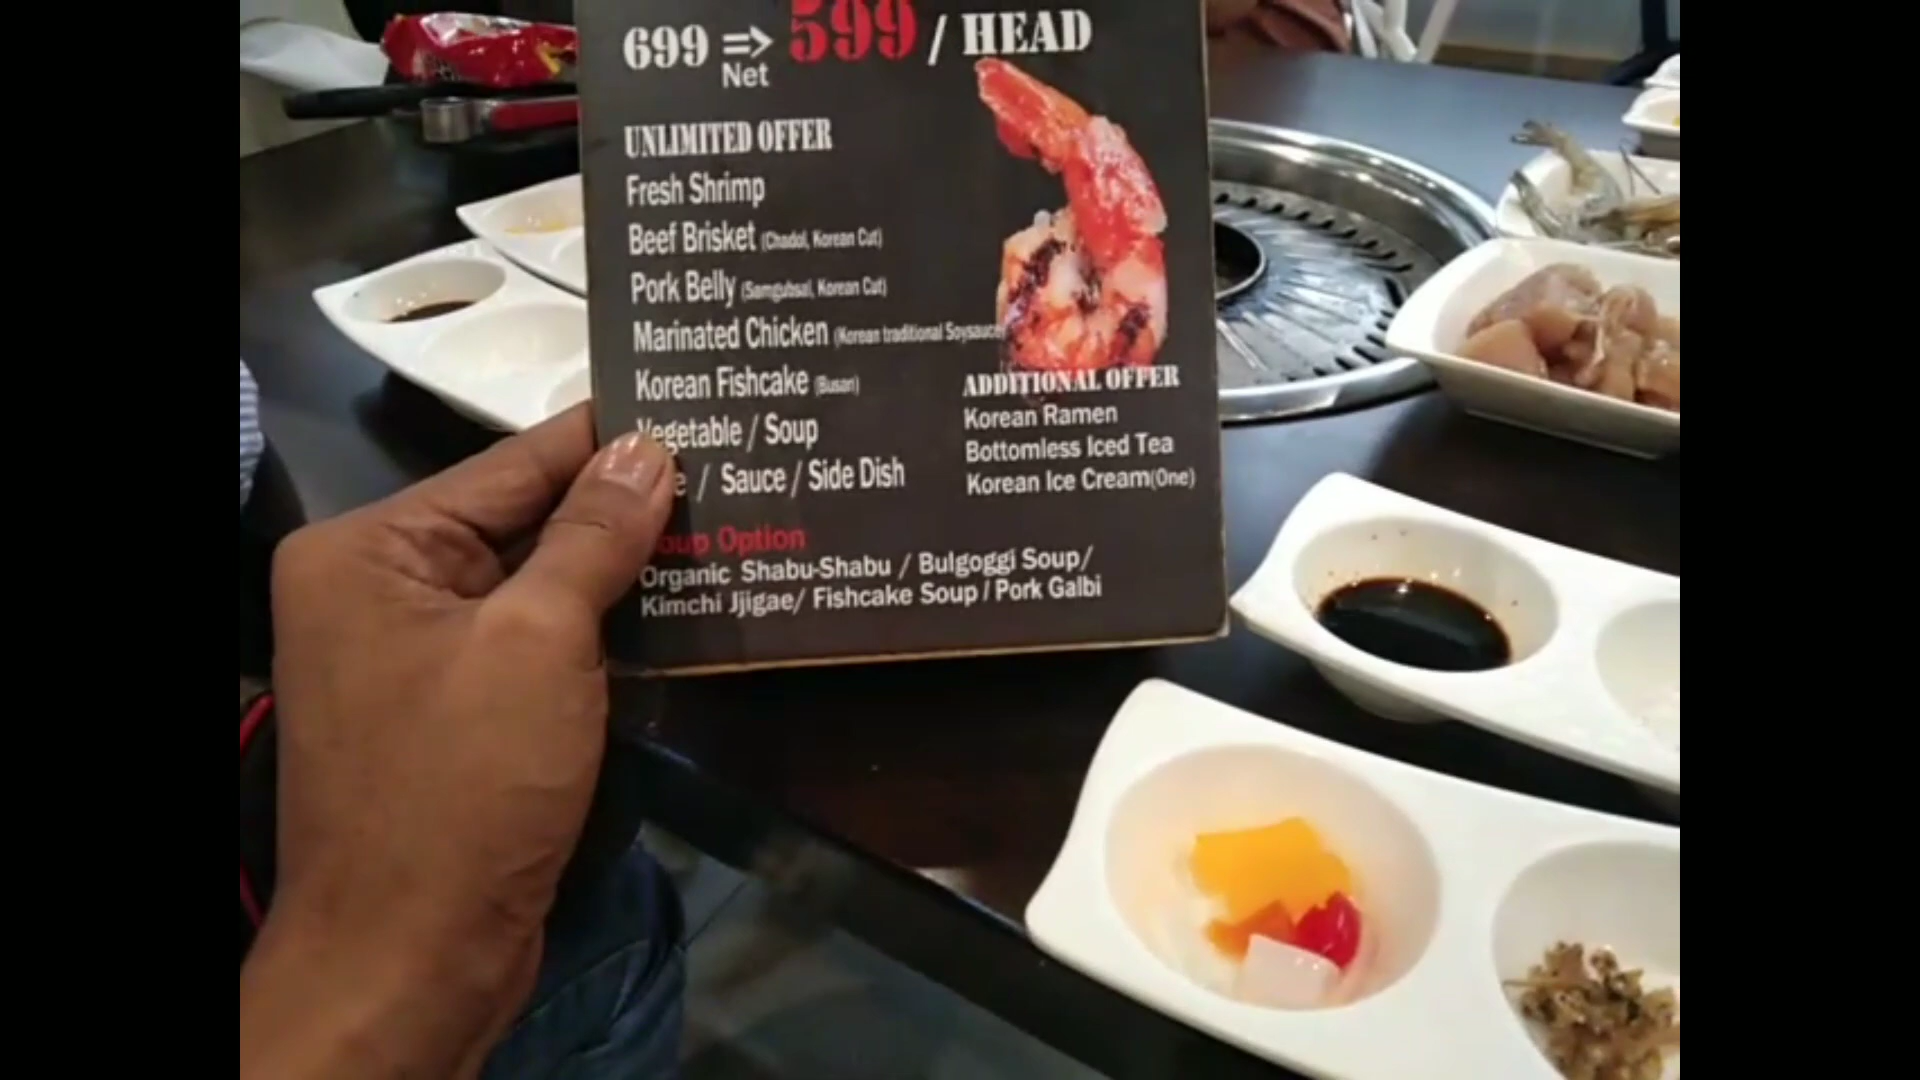 699 => 599 / HEAD
Net
UNLIMITED OFFER
Fresh Shrimp
Beef Brisket (Chadol, Korean Cut)
Pork Belly (Samgubsal, Korean Cut)
Marinated Chicken (Korean traditional Soysauce
Korean Fishcake (Busan)
Vegetable / Soup
/ Sauce / Side Dish
ADDITIONAL OFFER
Korean Ramen
Bottomless Iced Tea
Korean Ice Cream(One)
Option
Organic Shabu-Shabu / Bulgoggi Soup/
Kimchi Jjigae/ Fishcake Soup / Pork Galbi